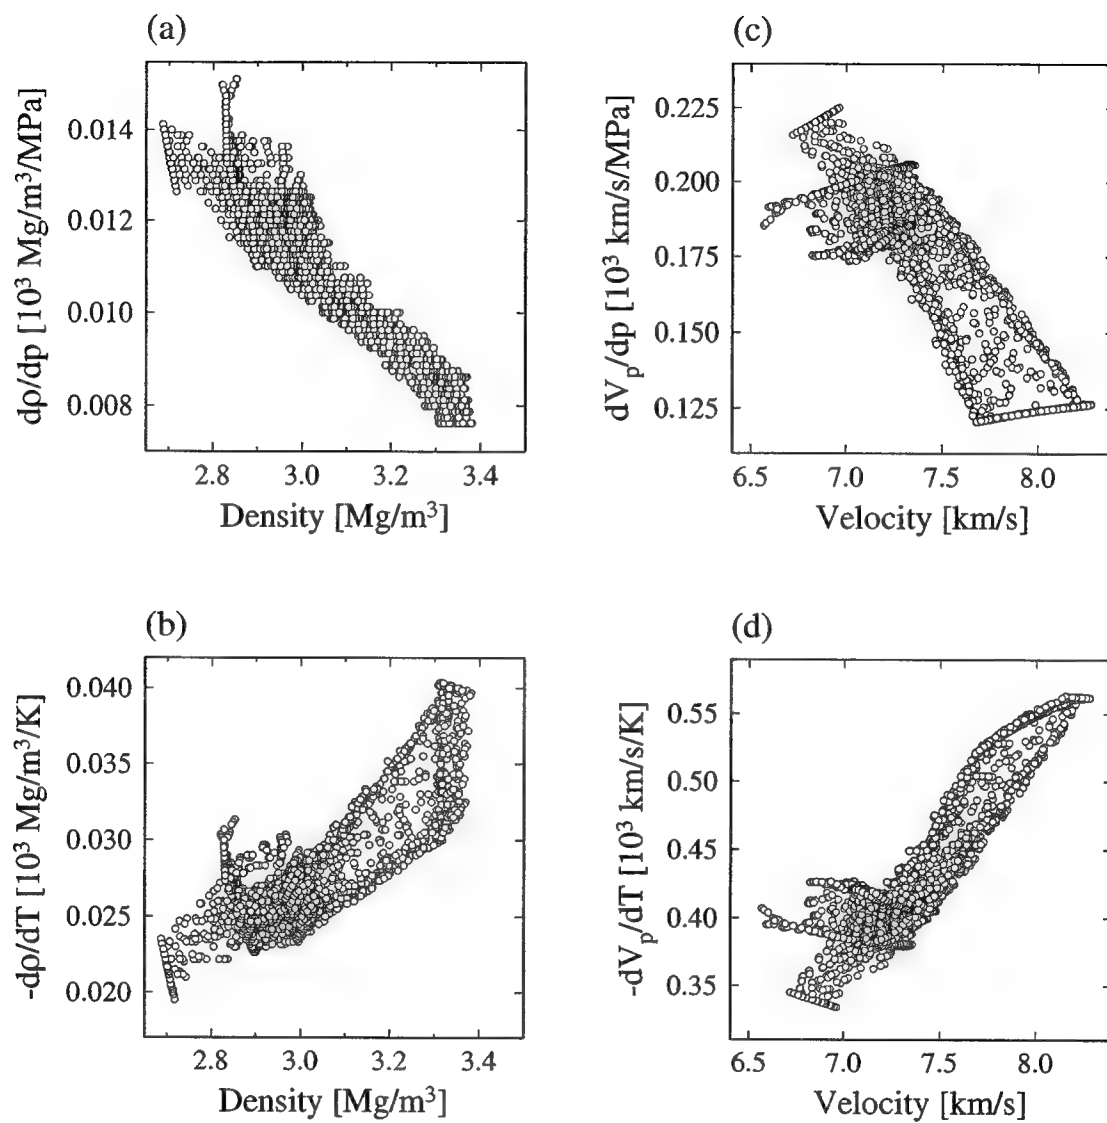 (a)
0.014
0.012
0.010
0.008
dρ/dp [10³ Mg/m³/MPa]
2.8 3.0 3.2 3.4
Density [Mg/m³]
(c)
0.225
0.200
0.175
0.150
0.125
dVₚ/dp [10³ km/s/MPa]
6.5 7.0 7.5 8.0
Velocity [km/s]
(b)
0.040
0.035
0.030
0.025
0.020
-dρ/dT [10³ Mg/m³/K]
2.8 3.0 3.2 3.4
Density [Mg/m³]
(d)
0.55
0.50
0.45
0.40
0.35
-dVₚ/dT [10³ km/s/K]
6.5 7.0 7.5 8.0
Velocity [km/s]